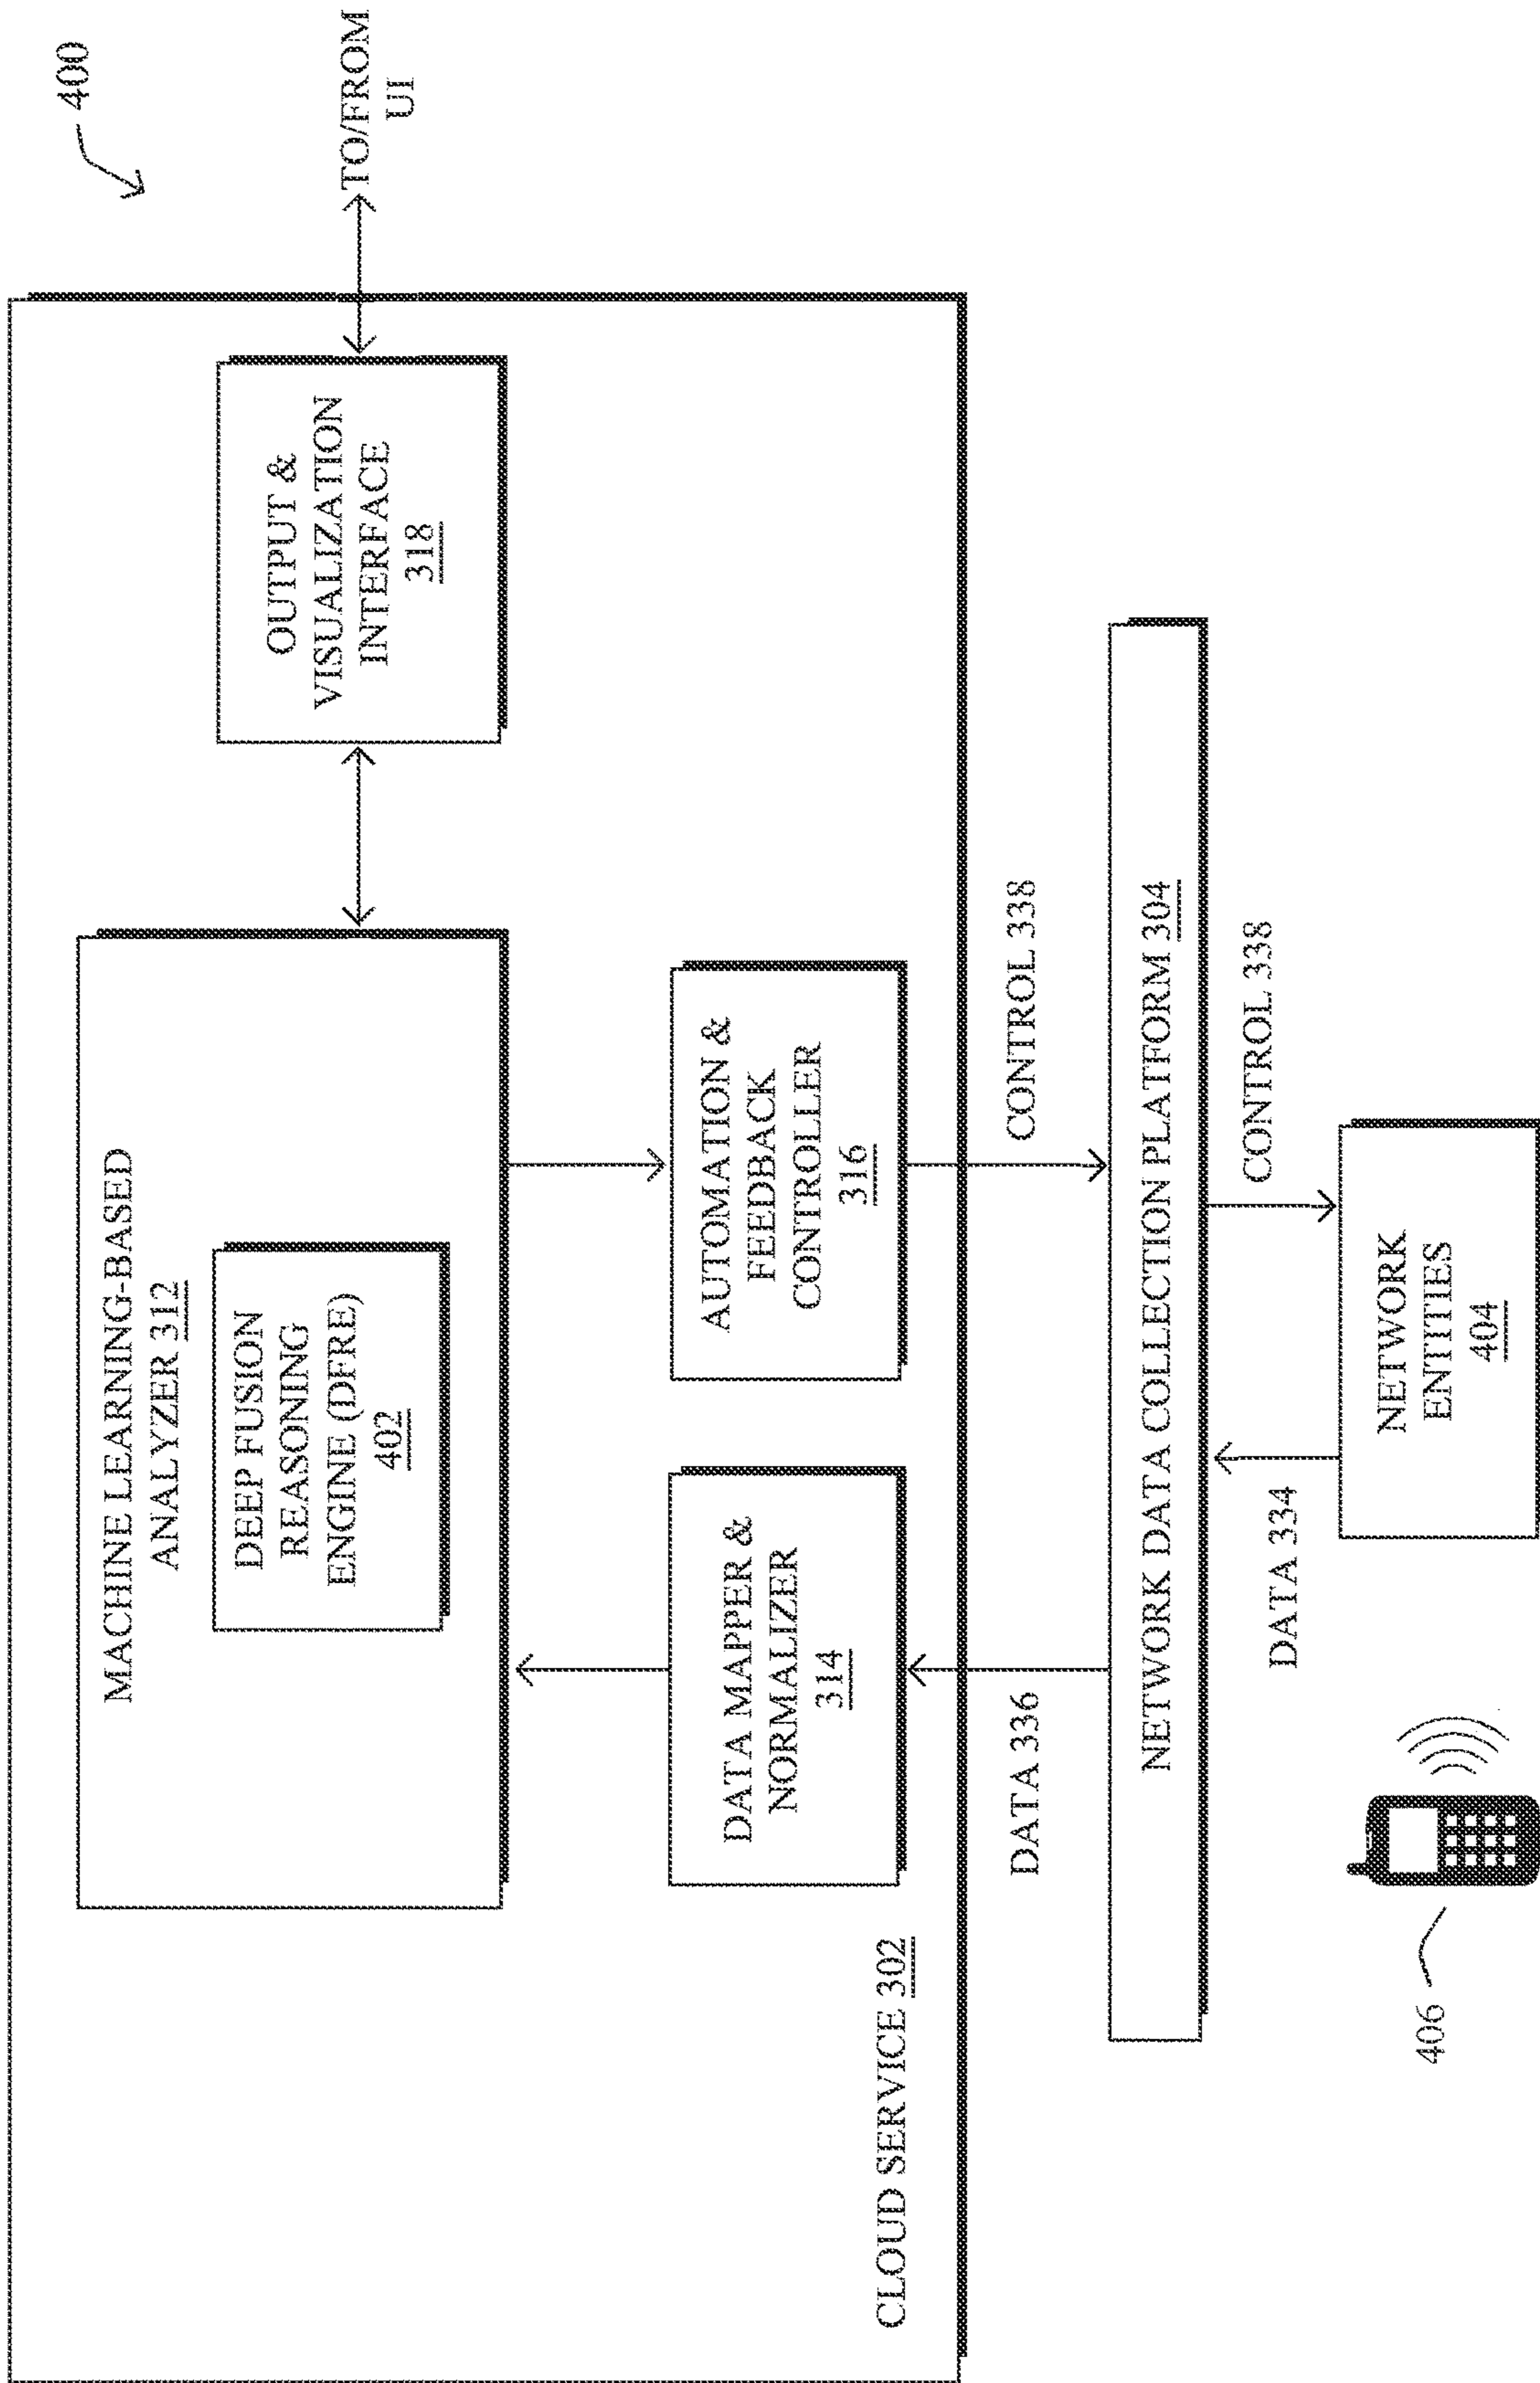 400
MACHINE LEARNING-BASED
ANALYZER 312
DEEP FUSION
REASONING
ENGINE (DFRE)
402
OUTPUT &
VISUALIZATION
INTERFACE
318
TO/FROM
UI
DATA MAPPER &
NORMALIZER
314
AUTOMATION &
FEEDBACK
CONTROLLER
316
CLOUD SERVICE 302
DATA 336
CONTROL 338
NETWORK DATA COLLECTION PLATFORM 304
DATA 334
CONTROL 338
406
NETWORK
ENTITIES
404